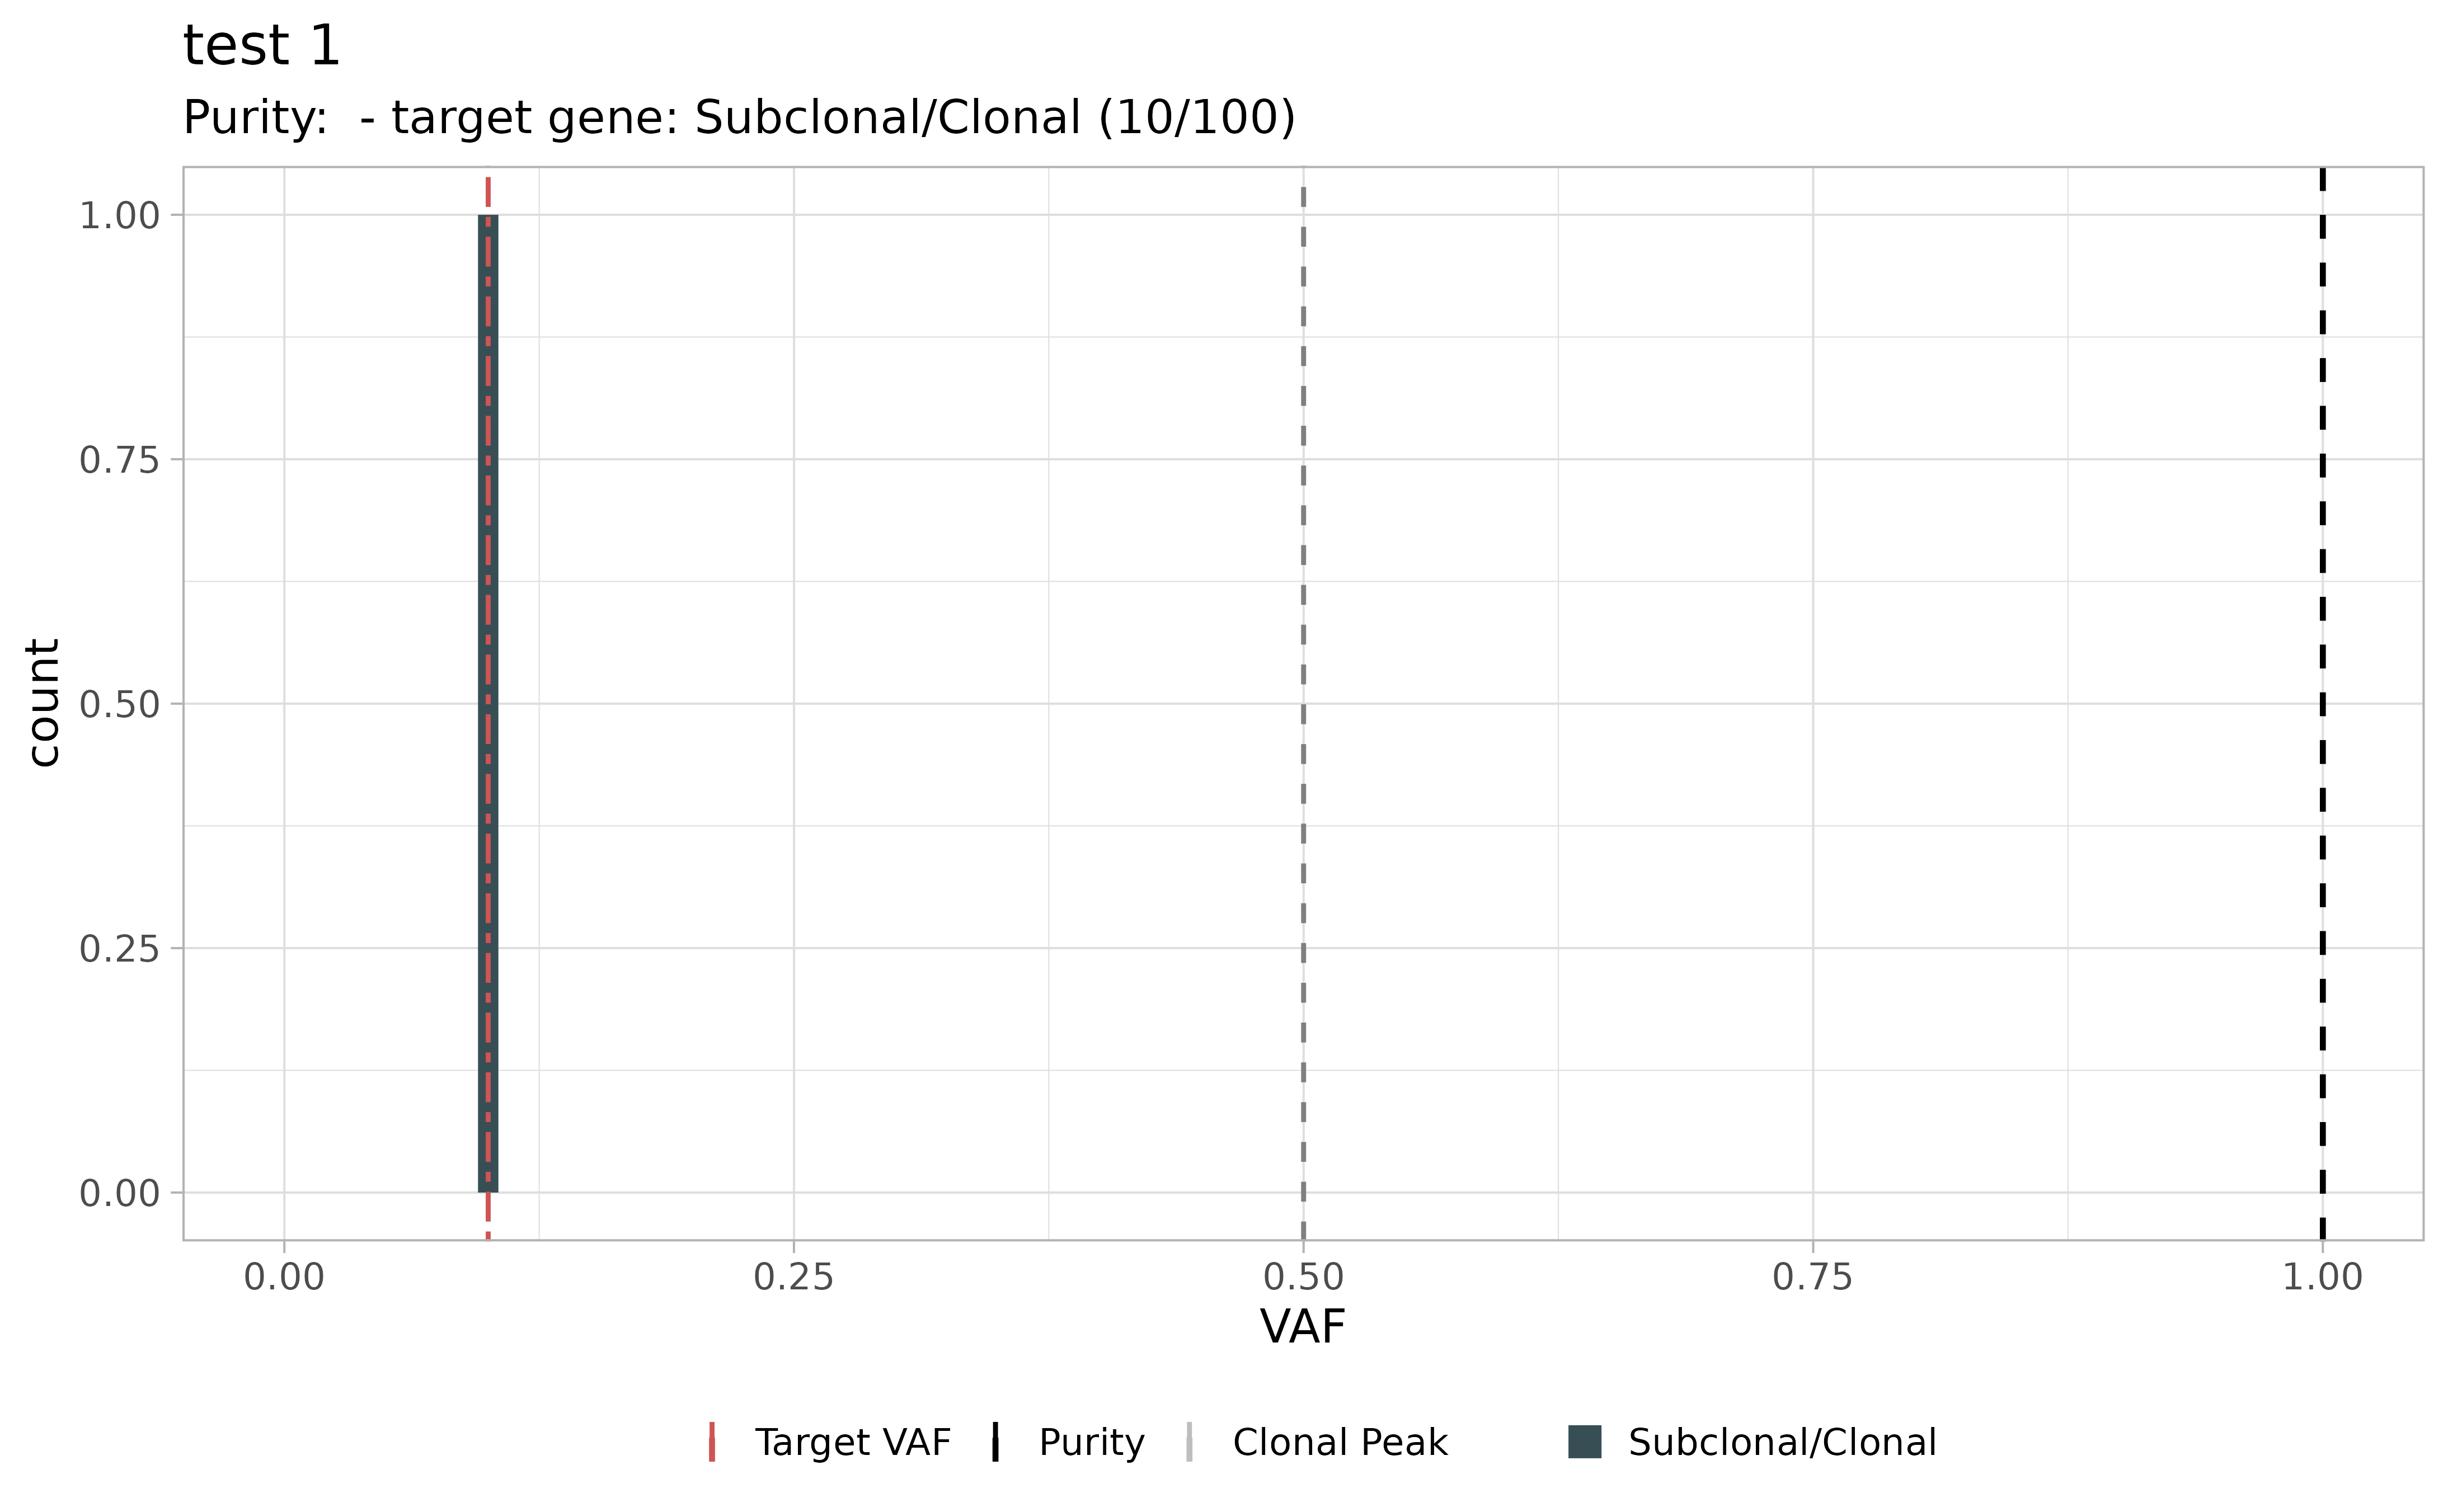 test 1
Purity:  - target gene: Subclonal/Clonal (10/100)
count
1.00
0.75
0.50
0.25
0.00
0.00 0.25 0.50 0.75 1.00
VAF
Target VAF Purity Clonal Peak Subclonal/Clonal